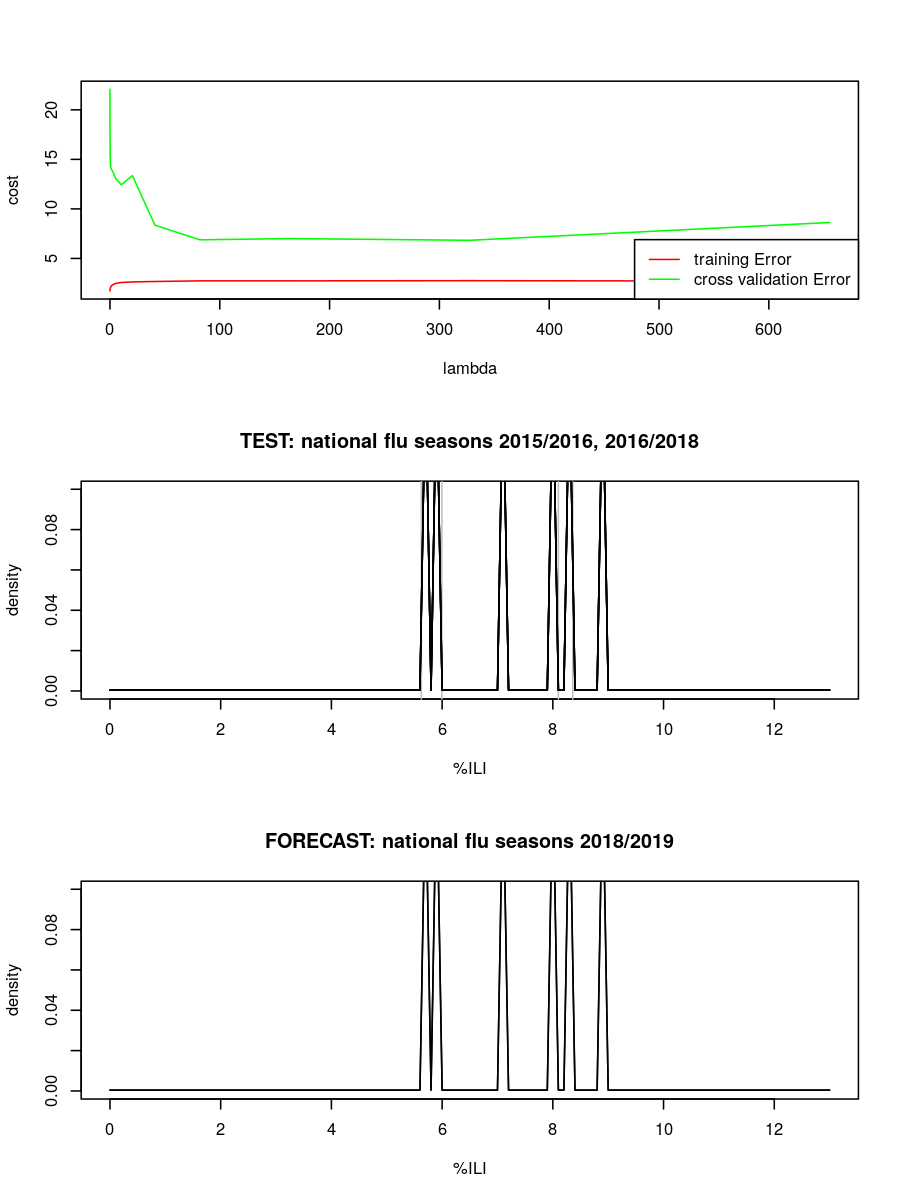 cost
20
15
10
5
training Error
cross validation Error
0 100 200 300 400 500 600
lambda
TEST: national flu seasons 2015/2016, 2016/2018
density
0.08
0.04
0.00
0 2 4 6 8 10 12
%ILI
FORECAST: national flu seasons 2018/2019
density
0.08
0.04
0.00
0 2 4 6 8 10 12
%ILI